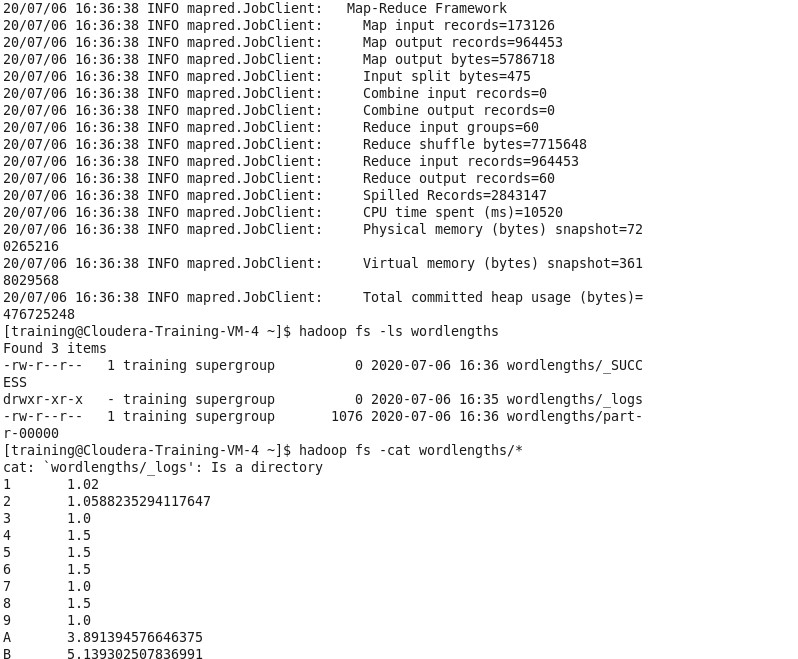 20/07/06 16:36:38 INFO mapred.JobClient:   Map-Reduce Framework
20/07/06 16:36:38 INFO mapred.JobClient:     Map input records=173126
20/07/06 16:36:38 INFO mapred.JobClient:     Map output records=964453
20/07/06 16:36:38 INFO mapred.JobClient:     Map output bytes=5786718
20/07/06 16:36:38 INFO mapred.JobClient:     Input split bytes=475
20/07/06 16:36:38 INFO mapred.JobClient:     Combine input records=0
20/07/06 16:36:38 INFO mapred.JobClient:     Combine output records=0
20/07/06 16:36:38 INFO mapred.JobClient:     Reduce input groups=60
20/07/06 16:36:38 INFO mapred.JobClient:     Reduce shuffle bytes=7715648
20/07/06 16:36:38 INFO mapred.JobClient:     Reduce input records=964453
20/07/06 16:36:38 INFO mapred.JobClient:     Reduce output records=60
20/07/06 16:36:38 INFO mapred.JobClient:     Spilled Records=2843147
20/07/06 16:36:38 INFO mapred.JobClient:     CPU time spent (ms)=10520
20/07/06 16:36:38 INFO mapred.JobClient:     Physical memory (bytes) snapshot=72
0265216
20/07/06 16:36:38 INFO mapred.JobClient:     Virtual memory (bytes) snapshot=361
8029568
20/07/06 16:36:38 INFO mapred.JobClient:     Total committed heap usage (bytes)=
476725248
[training@Cloudera-Training-VM-4 ~]$ hadoop fs -ls wordlengths
Found 3 items
-rw-r--r--   1 training supergroup          0 2020-07-06 16:36 wordlengths/_SUCC
ESS
drwxr-xr-x   - training supergroup          0 2020-07-06 16:35 wordlengths/_logs
-rw-r--r--   1 training supergroup       1076 2020-07-06 16:36 wordlengths/part-
r-00000
[training@Cloudera-Training-VM-4 ~]$ hadoop fs -cat wordlengths/*
cat: `wordlengths/_logs': Is a directory
1       1.02
2       1.0588235294117647
3       1.0
4       1.5
5       1.5
6       1.5
7       1.0
8       1.5
9       1.0
A       3.891394576646375
B       5.139302507836991